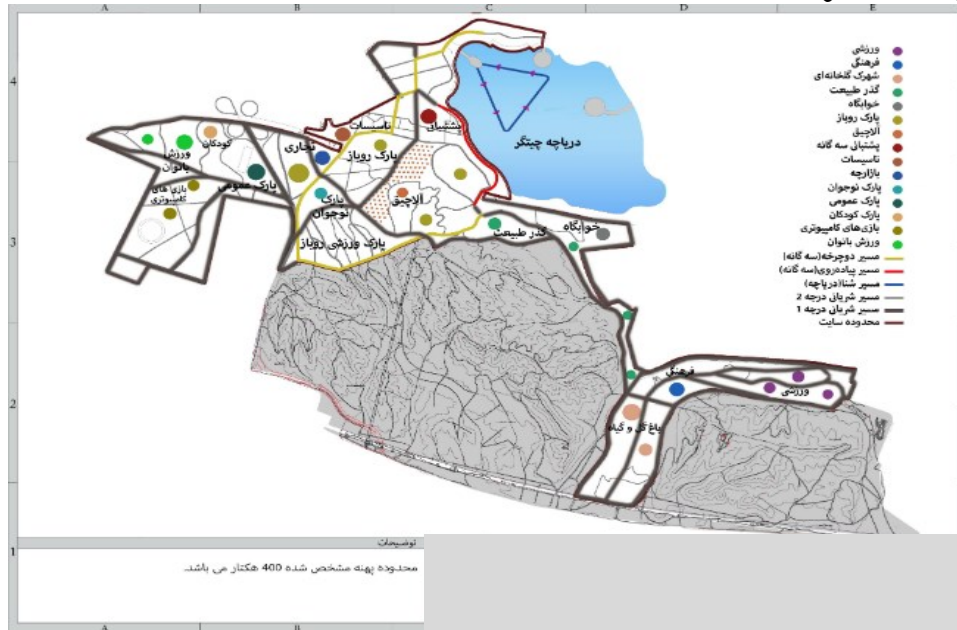 A B C D E
4
3
2
1
ورزشی
فرهنگی
شهرک گلخانه‌ای
گذر طبیعت
خوابگاه
پارک روباز
آلاچیق
پشتیبانی سه گانه
تاسیسات
بازارچه
پارک نوجوان
پارک عمومی
پارک کودکان
بازی‌های کامپیوتری
ورزش بانوان
مسیر دوچرخه(سه گانه)
مسیر پیاده‌روی(سه گانه)
مسیر شنا(دریاچه)
مسیر شریانی درجه 2
مسیر شریانی درجه 1
محدوده سایت
دریاچه چیتگر
پشتیبانی
تاسیسات
پارک روباز
تجاری
کودکان
ورزش
بانوان
پارک عمومی
بازی های
کامپیوتری
پارک
نوجوان
آلاچیق
پارک ورزشی روباز
گذر طبیعت
خوابگاه
فرهنگی
ورزشی
باغ گل و گیاه
توضیحات
محدوده پهنه مشخص شده 400 هکتار می باشد.
A B